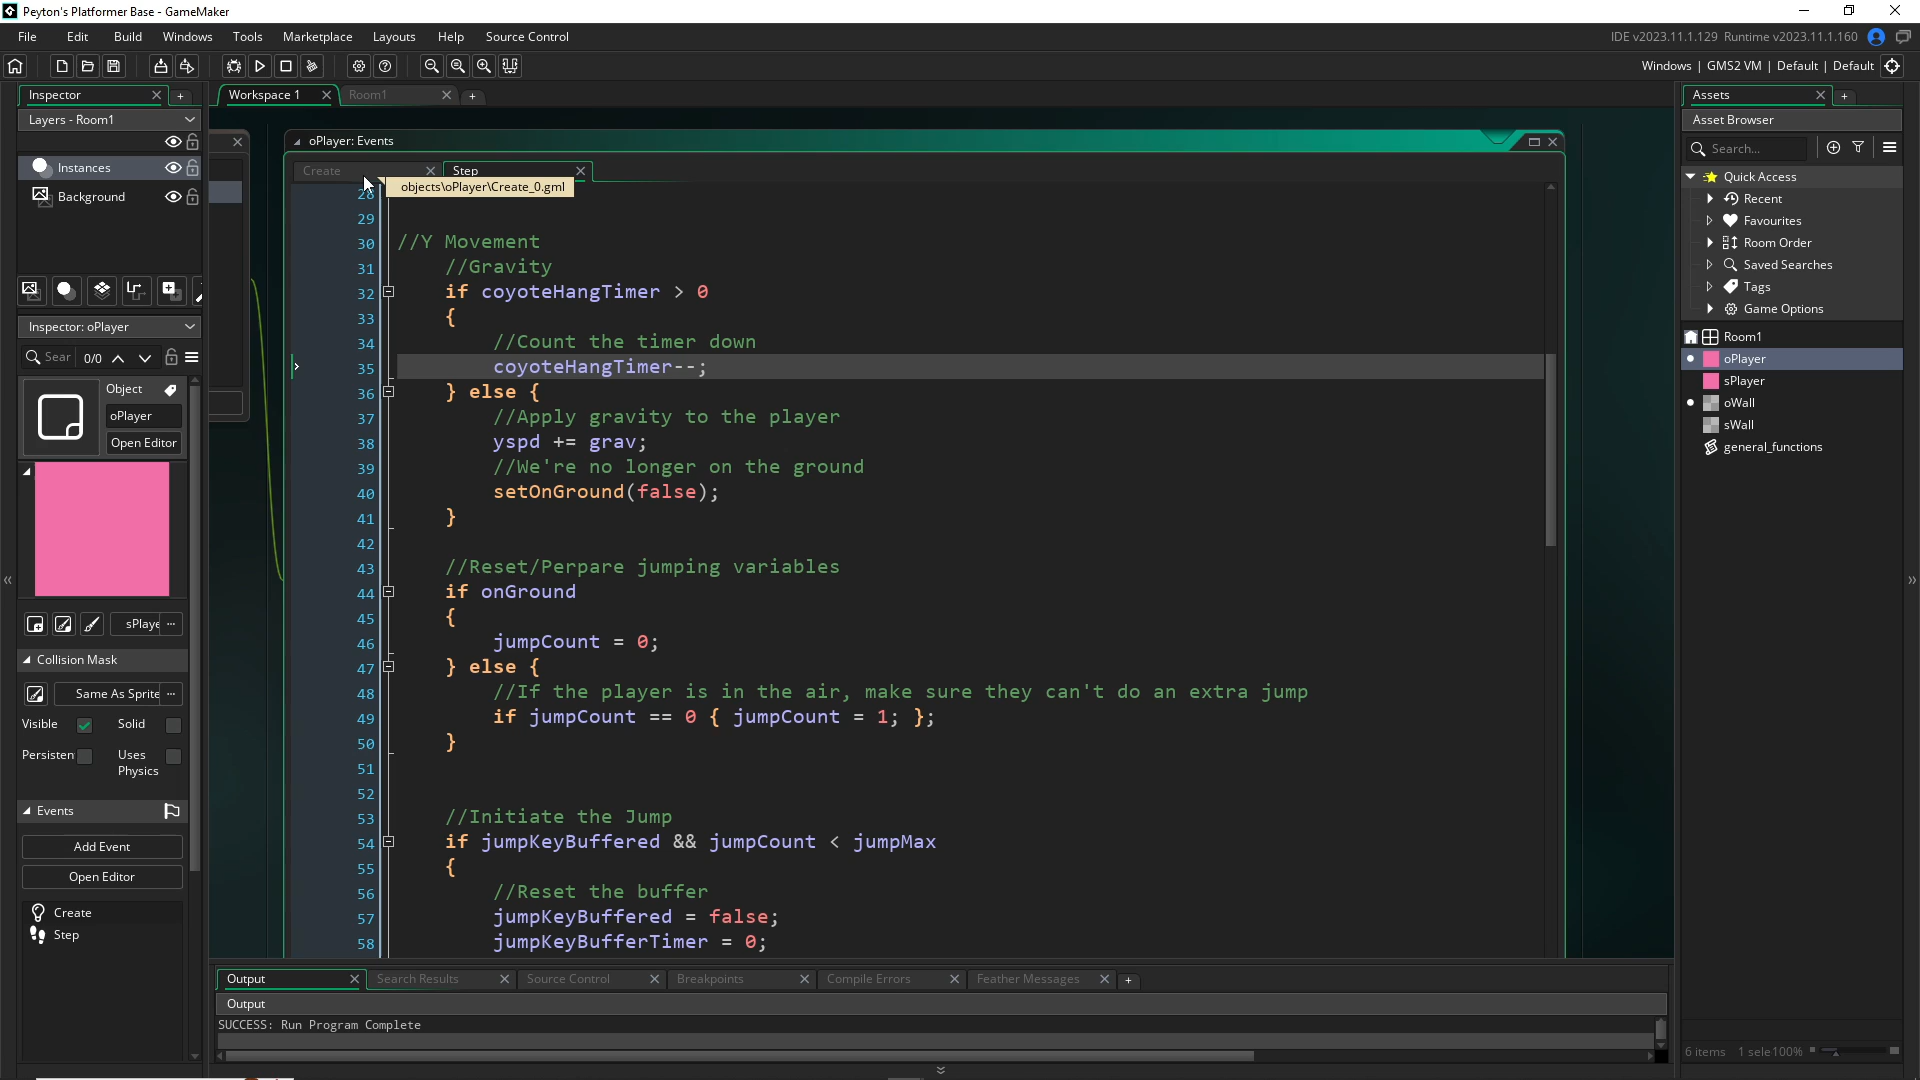 Peyton's Platformer Base - GameMaker
File Edit Build Windows Tools Marketplace Layouts Help Source Control
IDE v2023.11.1.129 Runtime v2023.11.1.160
Windows | GMS2 VM | Default | Default
Inspector
Workspace 1
Room1
Assets
Layers - Room1
Asset Browser
oPlayer: Events
Search...
Create
Step
objects\oPlayer\Create_0.gml
Instances
Background
Quick Access
Recent
Favourites
Room Order
Saved Searches
Tags
Game Options
Room1
oPlayer
sPlayer
oWall
sWall
general_functions
28
29
30 //Y Movement
31 //Gravity
32 if coyoteHangTimer > 0
33 {
34 //Count the timer down
35 coyoteHangTimer--;
36 } else {
37 //Apply gravity to the player
38 yspd += grav;
39 //We're no longer on the ground
40 setOnGround(false);
41 }
42
43 //Reset/Perpare jumping variables
44 if onGround
45 {
46 jumpCount = 0;
47 } else {
48 //If the player is in the air, make sure they can't do an extra jump
49 if jumpCount == 0 { jumpCount = 1; };
50 }
51
52
53 //Initiate the Jump
54 if jumpKeyBuffered && jumpCount < jumpMax
55 {
56 //Reset the buffer
57 jumpKeyBuffered = false;
58 jumpKeyBufferTimer = 0;
Inspector: oPlayer
Sear 0/0
Object
oPlayer
Open Editor
sPlaye ...
Collision Mask
Same As Sprite ...
Visible Solid
Persisten Uses
Physics
Events
Add Event
Open Editor
Create
Step
Output
Search Results
Source Control
Breakpoints
Compile Errors
Feather Messages
Output
SUCCESS: Run Program Complete
6 items 1 sele100%